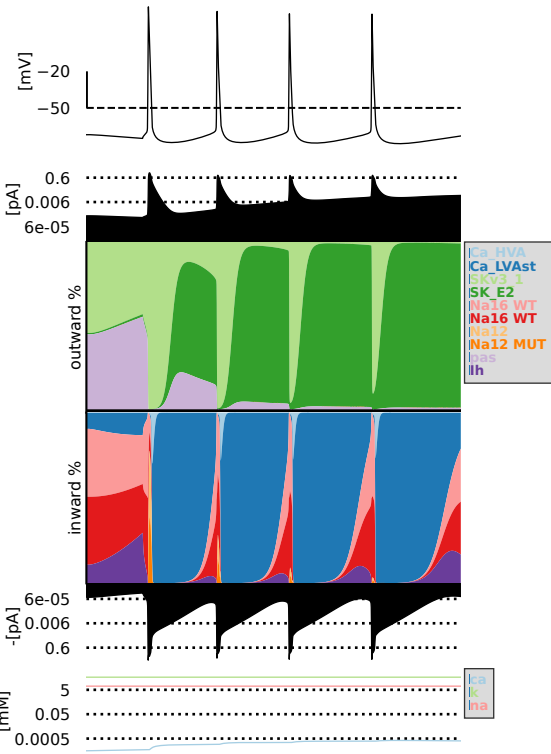 [mV]
−20
−50
[pA]
0.6
0.006
6e-05
outward %
Ca_HVA
Ca_LVAst
SKv3_1
SK_E2
Na16 WT
Na16 WT
Na12
Na12 MUT
pas
Ih
inward %
-[pA]
6e-05
0.006
0.6
[mM]
5
0.05
0.0005
ca
k
na